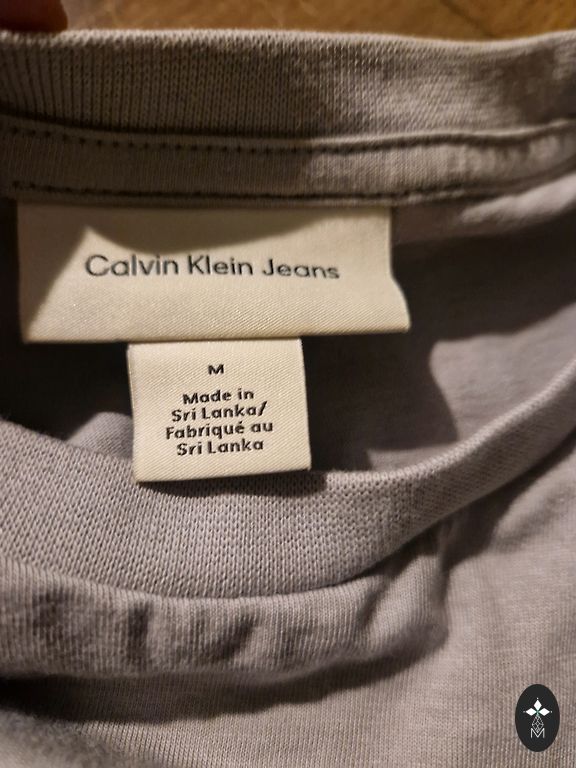 Calvin Klein Jeans
M
Made in
Sri Lanka/
Fabriqué au
Sri Lanka
M